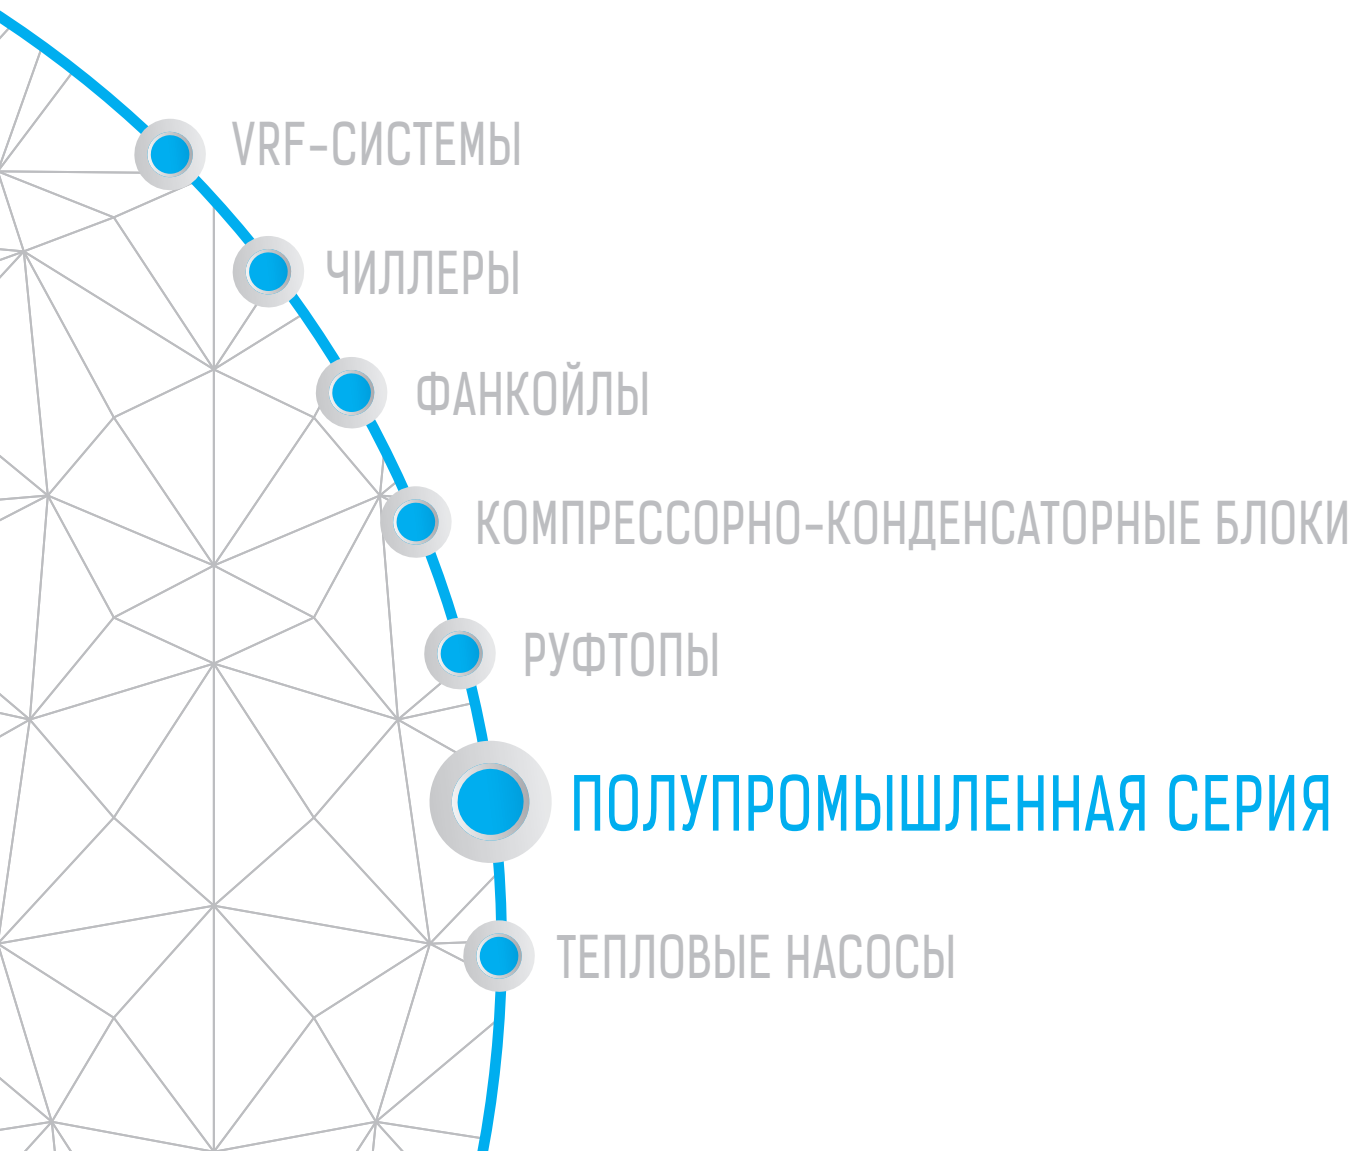 VRF-СИСТЕМЫ
ЧИЛЛЕРЫ
ФАНКОЙЛЫ
КОМПРЕССОРНО-КОНДЕНСАТОРНЫЕ БЛОКИ
РУФТОПЫ
ПОЛУПРОМЫШЛЕННАЯ СЕРИЯ
ТЕПЛОВЫЕ НАСОСЫ